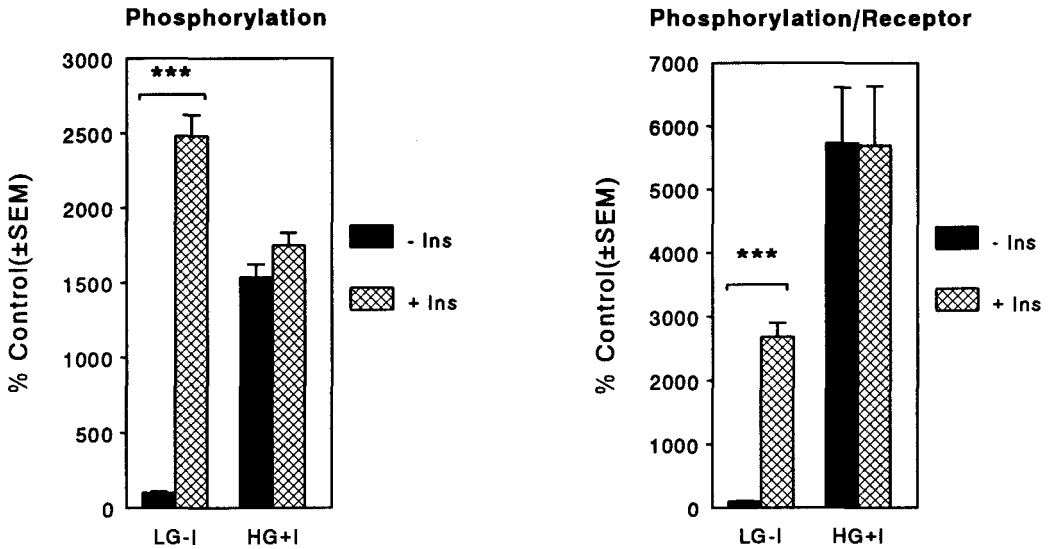 Phosphorylation
% Control(±SEM)
3000
2500
2000
1500
1000
500
0
***
LG-I HG+I
- Ins
+ Ins
Phosphorylation/Receptor
% Control(±SEM)
7000
6000
5000
4000
3000
2000
1000
0
***
LG-I HG+I
- Ins
+ Ins